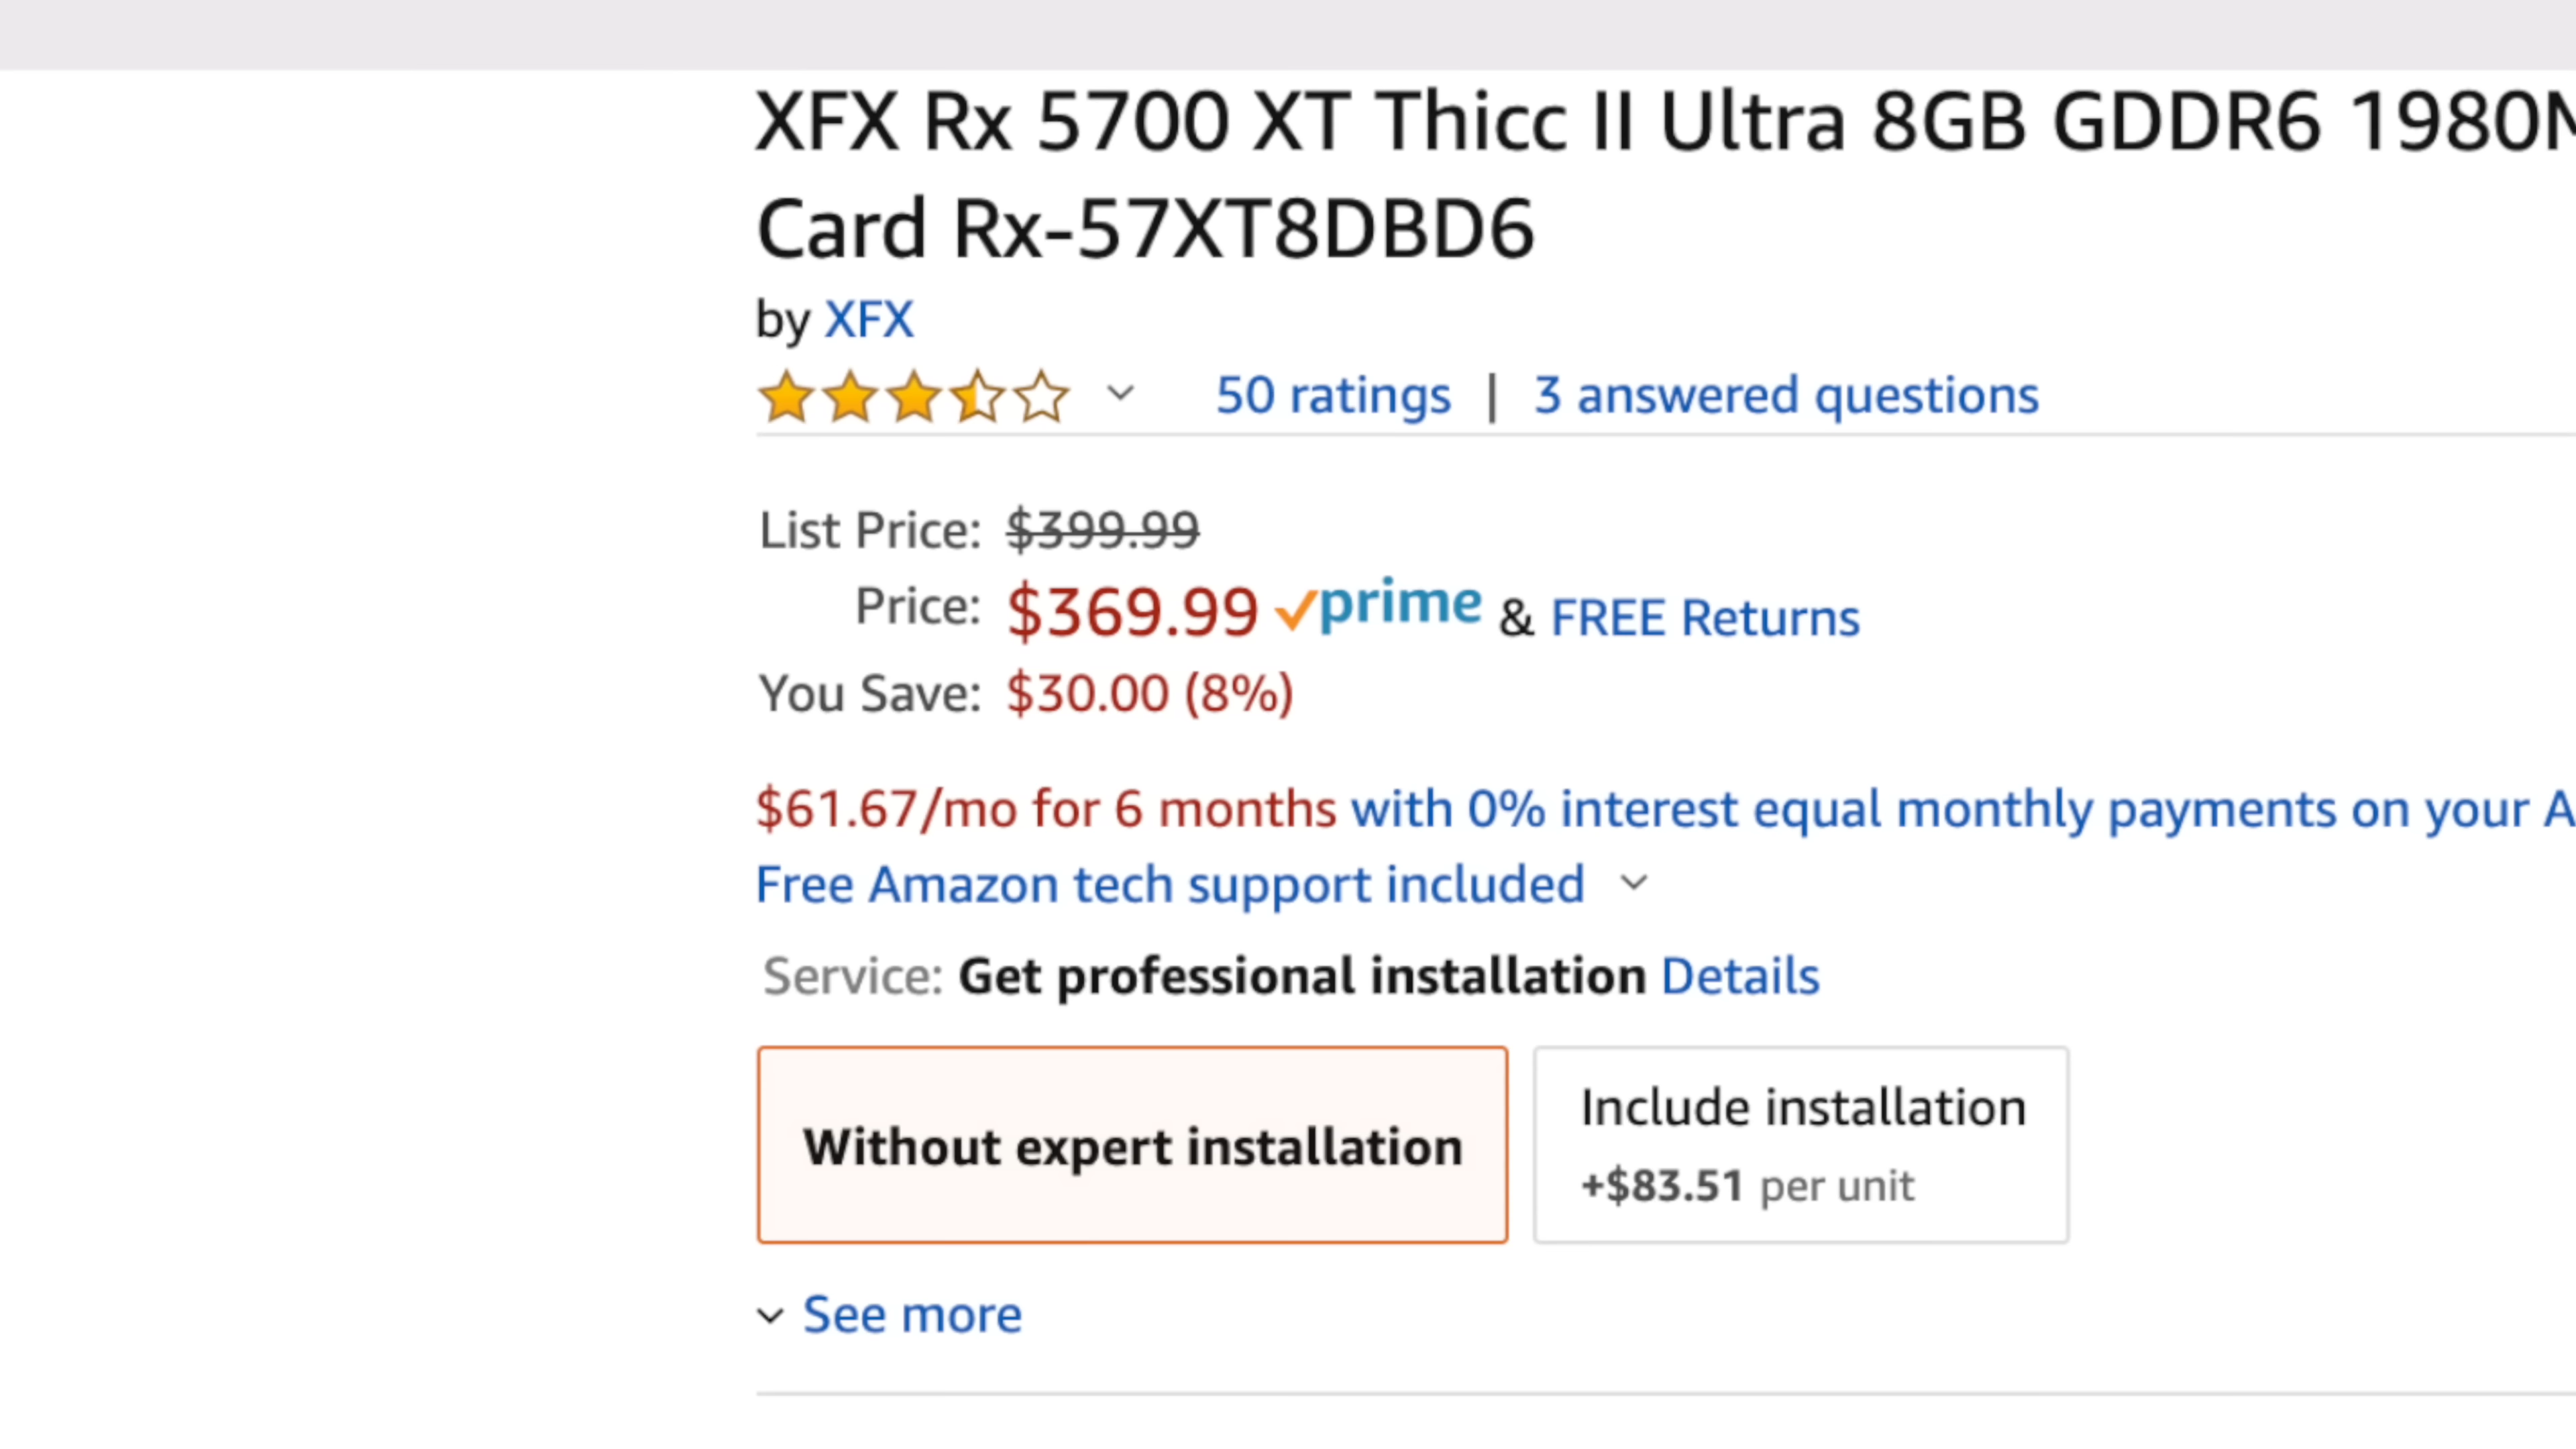 XFX Rx 5700 XT Thicc II Ultra 8GB GDDR6 1980M
Card Rx-57XT8DBD6
by XFX
50 ratings | 3 answered questions
List Price: $399.99
Price: $369.99 prime & FREE Returns
You Save: $30.00 (8%)
$61.67/mo for 6 months with 0% interest equal monthly payments on your A
Free Amazon tech support included
Service: Get professional installation Details
Without expert installation
Include installation
+$83.51 per unit
See more